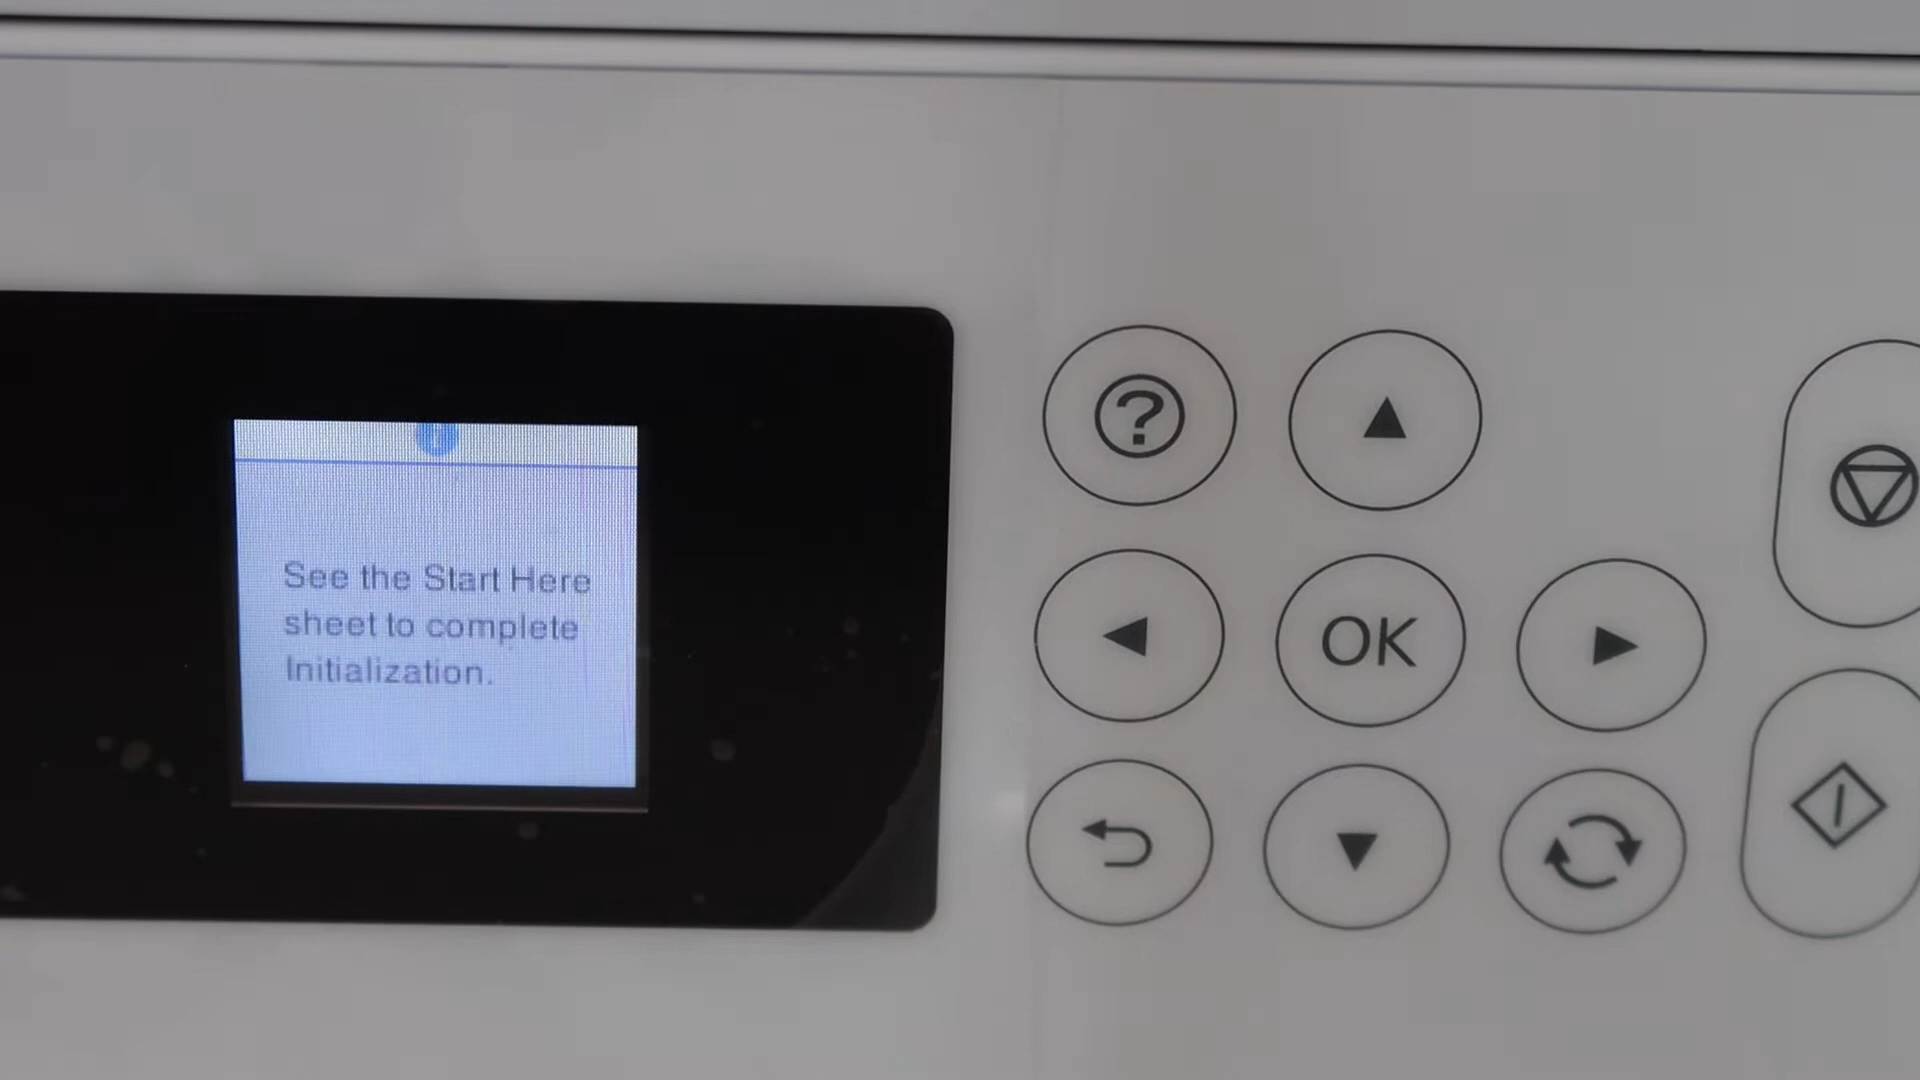 See the Start Here
sheet to complete
Initialization.
?
OK